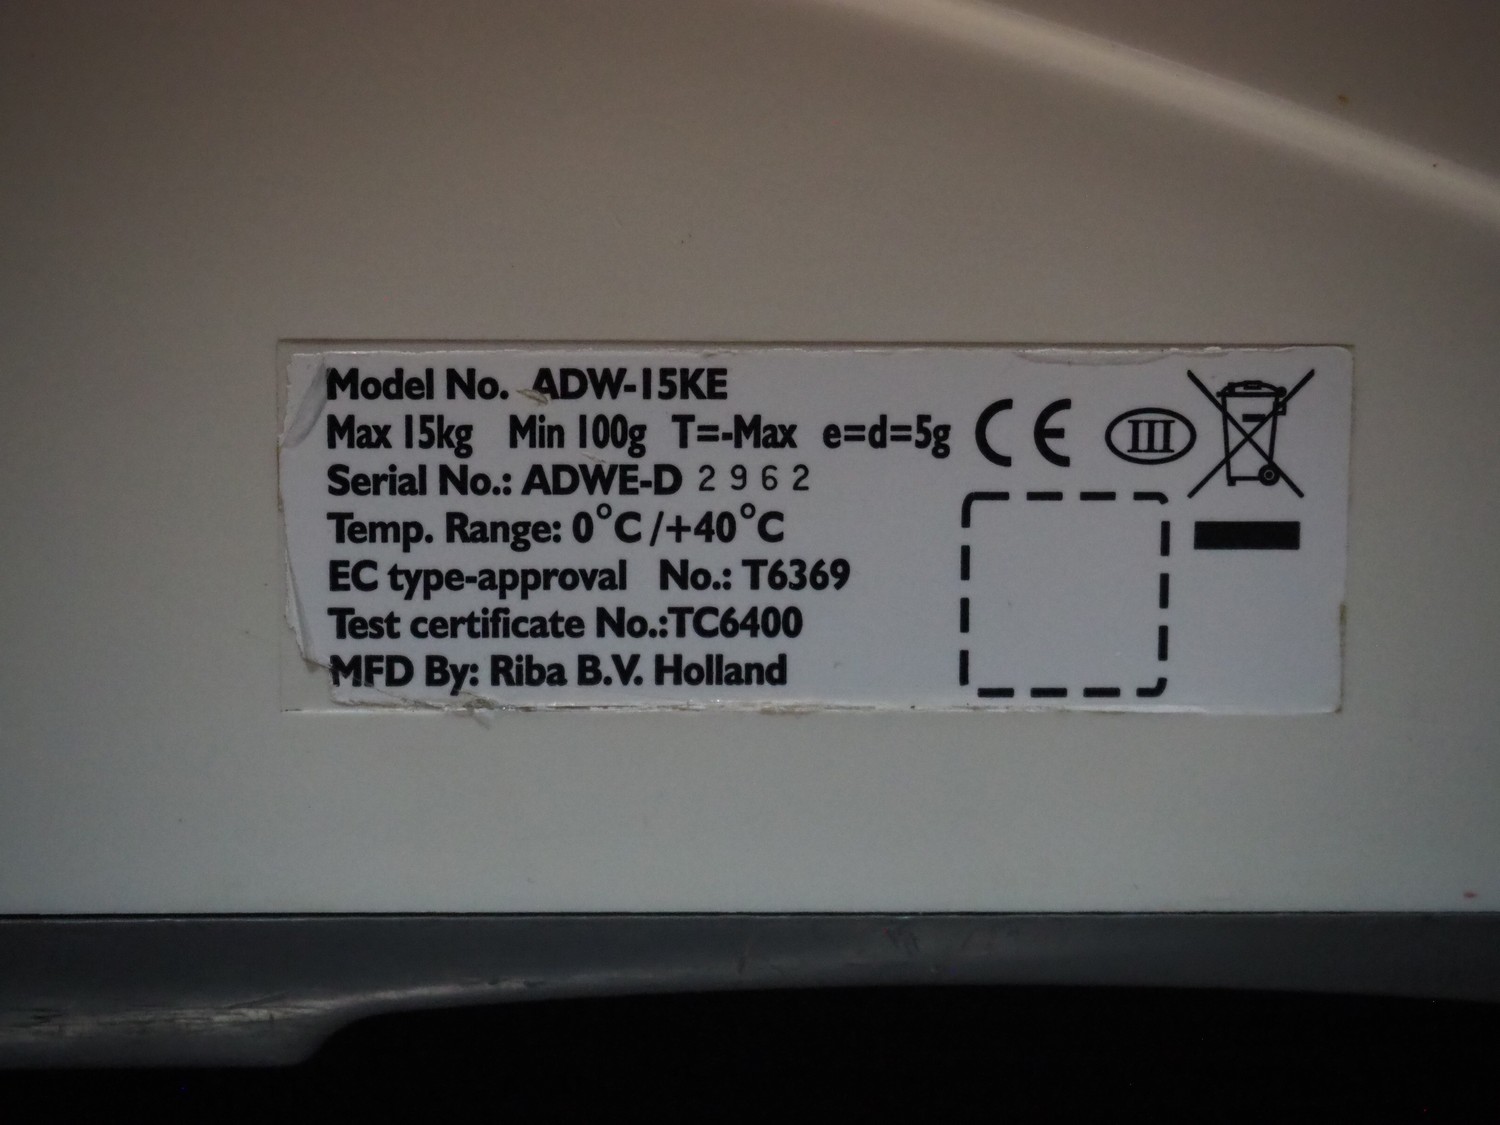 Model No. ADW-15KE
Max 15kg Min 100g T=-Max e=d=5g CE III
Serial No.: ADWE-D 2962
Temp. Range: 0°C /+40°C
EC type-approval No.: T6369
Test certificate No.:TC6400
MFD By: Riba B.V. Holland